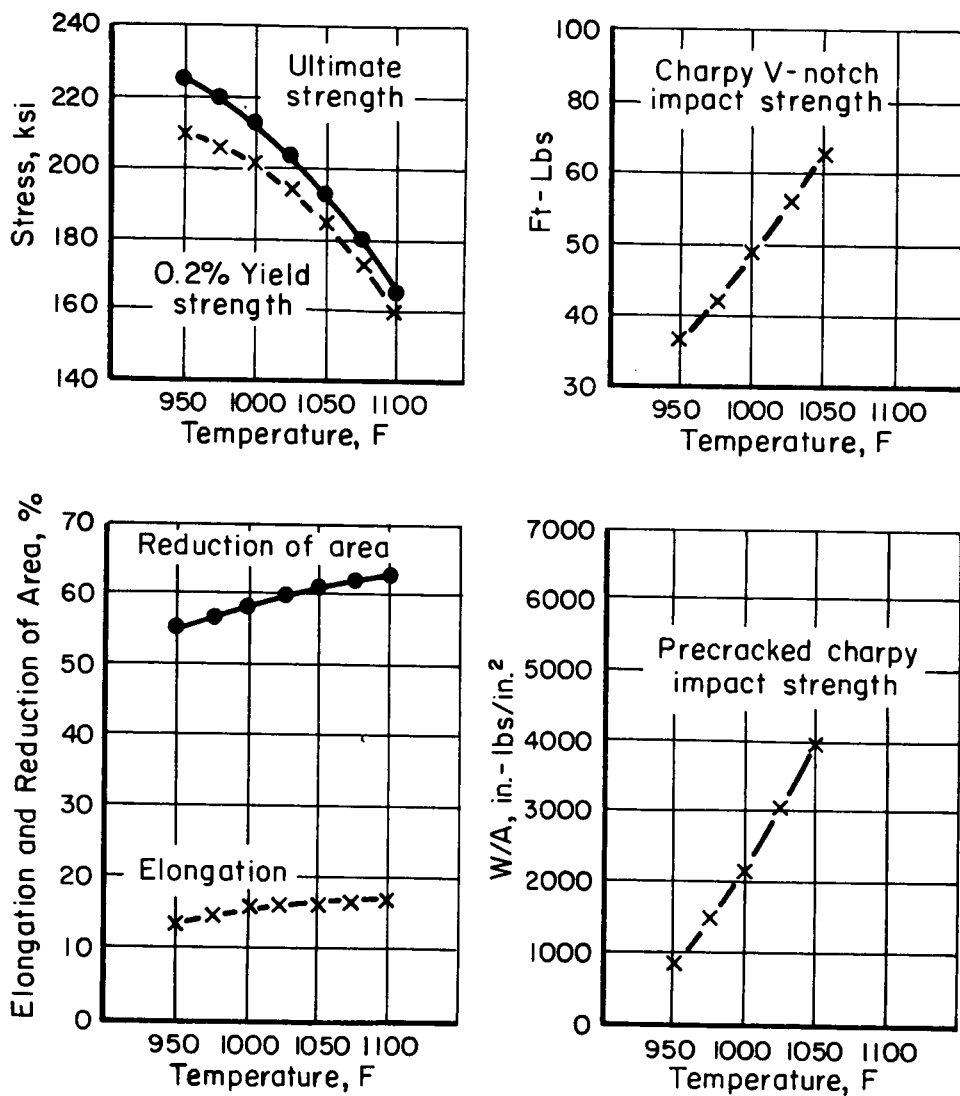 240
220
200
180
160
140
Stress, ksi
Ultimate
strength
0.2% Yield
strength
950 1000 1050 1100
Temperature, F
100
80
60
50
40
30
Ft-Lbs
Charpy V-notch
impact strength
950 1000 1050 1100
Temperature, F
70
60
50
40
30
20
10
0
Elongation and Reduction of Area, %
Reduction of area
Elongation
950 1000 1050 1100
Temperature, F
7000
6000
5000
4000
3000
2000
1000
0
W/A, in.-lbs/in.²
Precracked charpy
impact strength
950 1000 1050 1100
Temperature, F